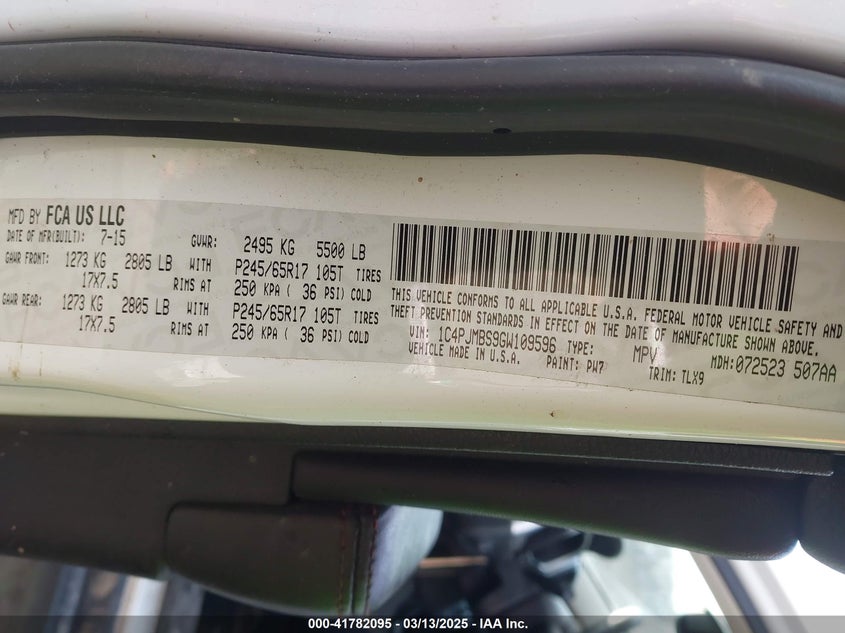 MFD BY FCA US LLC
DATE OF MFR(BUILT): 7-15 GVWR: 2495 KG 5500 LB
GAWR FRONT: 1273 KG 2805 LB WITH P245/65R17 105T TIRES
17X7.5 RIMS AT 250 KPA ( 36 PSI) COLD
GAWR REAR: 1273 KG 2805 LB WITH P245/65R17 105T TIRES
17X7.5 RIMS AT 250 KPA ( 36 PSI) COLD
THIS VEHICLE CONFORMS TO ALL APPLICABLE U.S.A. FEDERAL MOTOR VEHICLE SAFETY AND
THEFT PREVENTION STANDARDS IN EFFECT ON THE DATE OF MANUFACTURE SHOWN ABOVE.
VIN: 1C4PJMBS9GW109596 TYPE: MPV MDH:072523 507AA
VEHICLE MADE IN U.S.A. PAINT: PW7 TRIM: TLX9
000-41782095 - 03/13/2025 - IAA Inc.